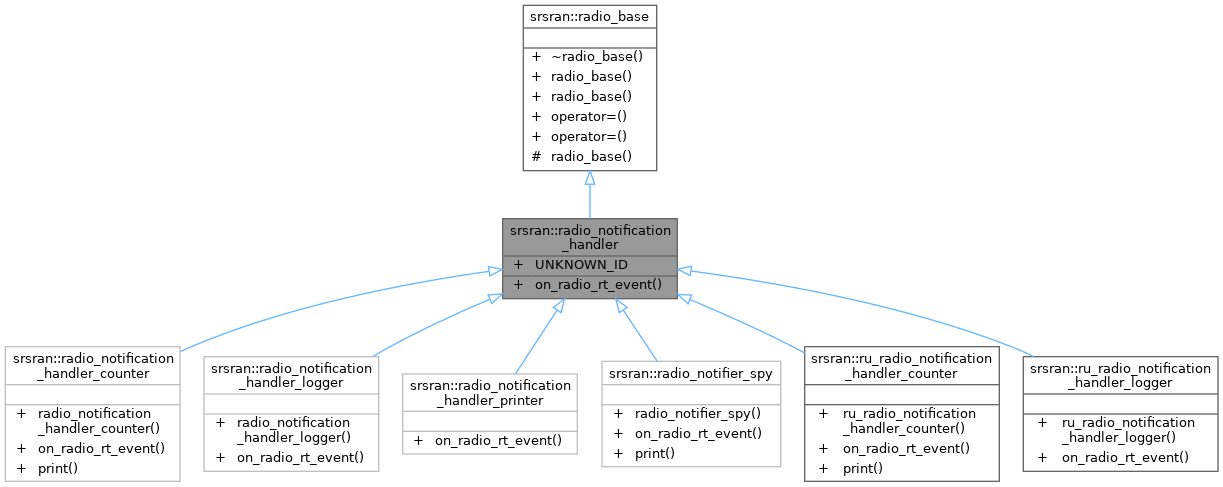 srsran::radio_base
+ ~radio_base()
+ radio_base()
+ radio_base()
+ operator=()
+ operator=()
# radio_base()
srsran::radio_notification
_handler
+ UNKNOWN_ID
+ on_radio_rt_event()
srsran::radio_notification
_handler_counter
+ radio_notification
_handler_counter()
+ on_radio_rt_event()
+ print()
srsran::radio_notification
_handler_logger
+ radio_notification
_handler_logger()
+ on_radio_rt_event()
srsran::radio_notification
_handler_printer
+ on_radio_rt_event()
srsran::radio_notifier_spy
+ radio_notifier_spy()
+ on_radio_rt_event()
+ print()
srsran::ru_radio_notification
_handler_counter
+ ru_radio_notification
_handler_counter()
+ on_radio_rt_event()
+ print()
srsran::ru_radio_notification
_handler_logger
+ ru_radio_notification
_handler_logger()
+ on_radio_rt_event()